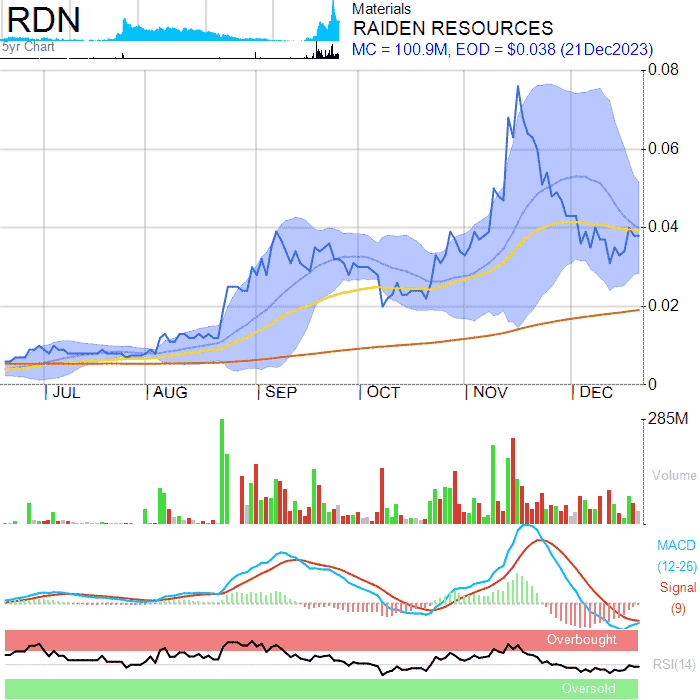 RDN
5yr Chart
Materials
RAIDEN RESOURCES
MC = 100.9M, EOD = $0.038 (21Dec2023)
0.08
0.06
0.04
0.02
0
JUL AUG SEP OCT NOV DEC
285M
Volume
MACD
(12-26)
Signal
(9)
Overbought
RSI(14)
Oversold